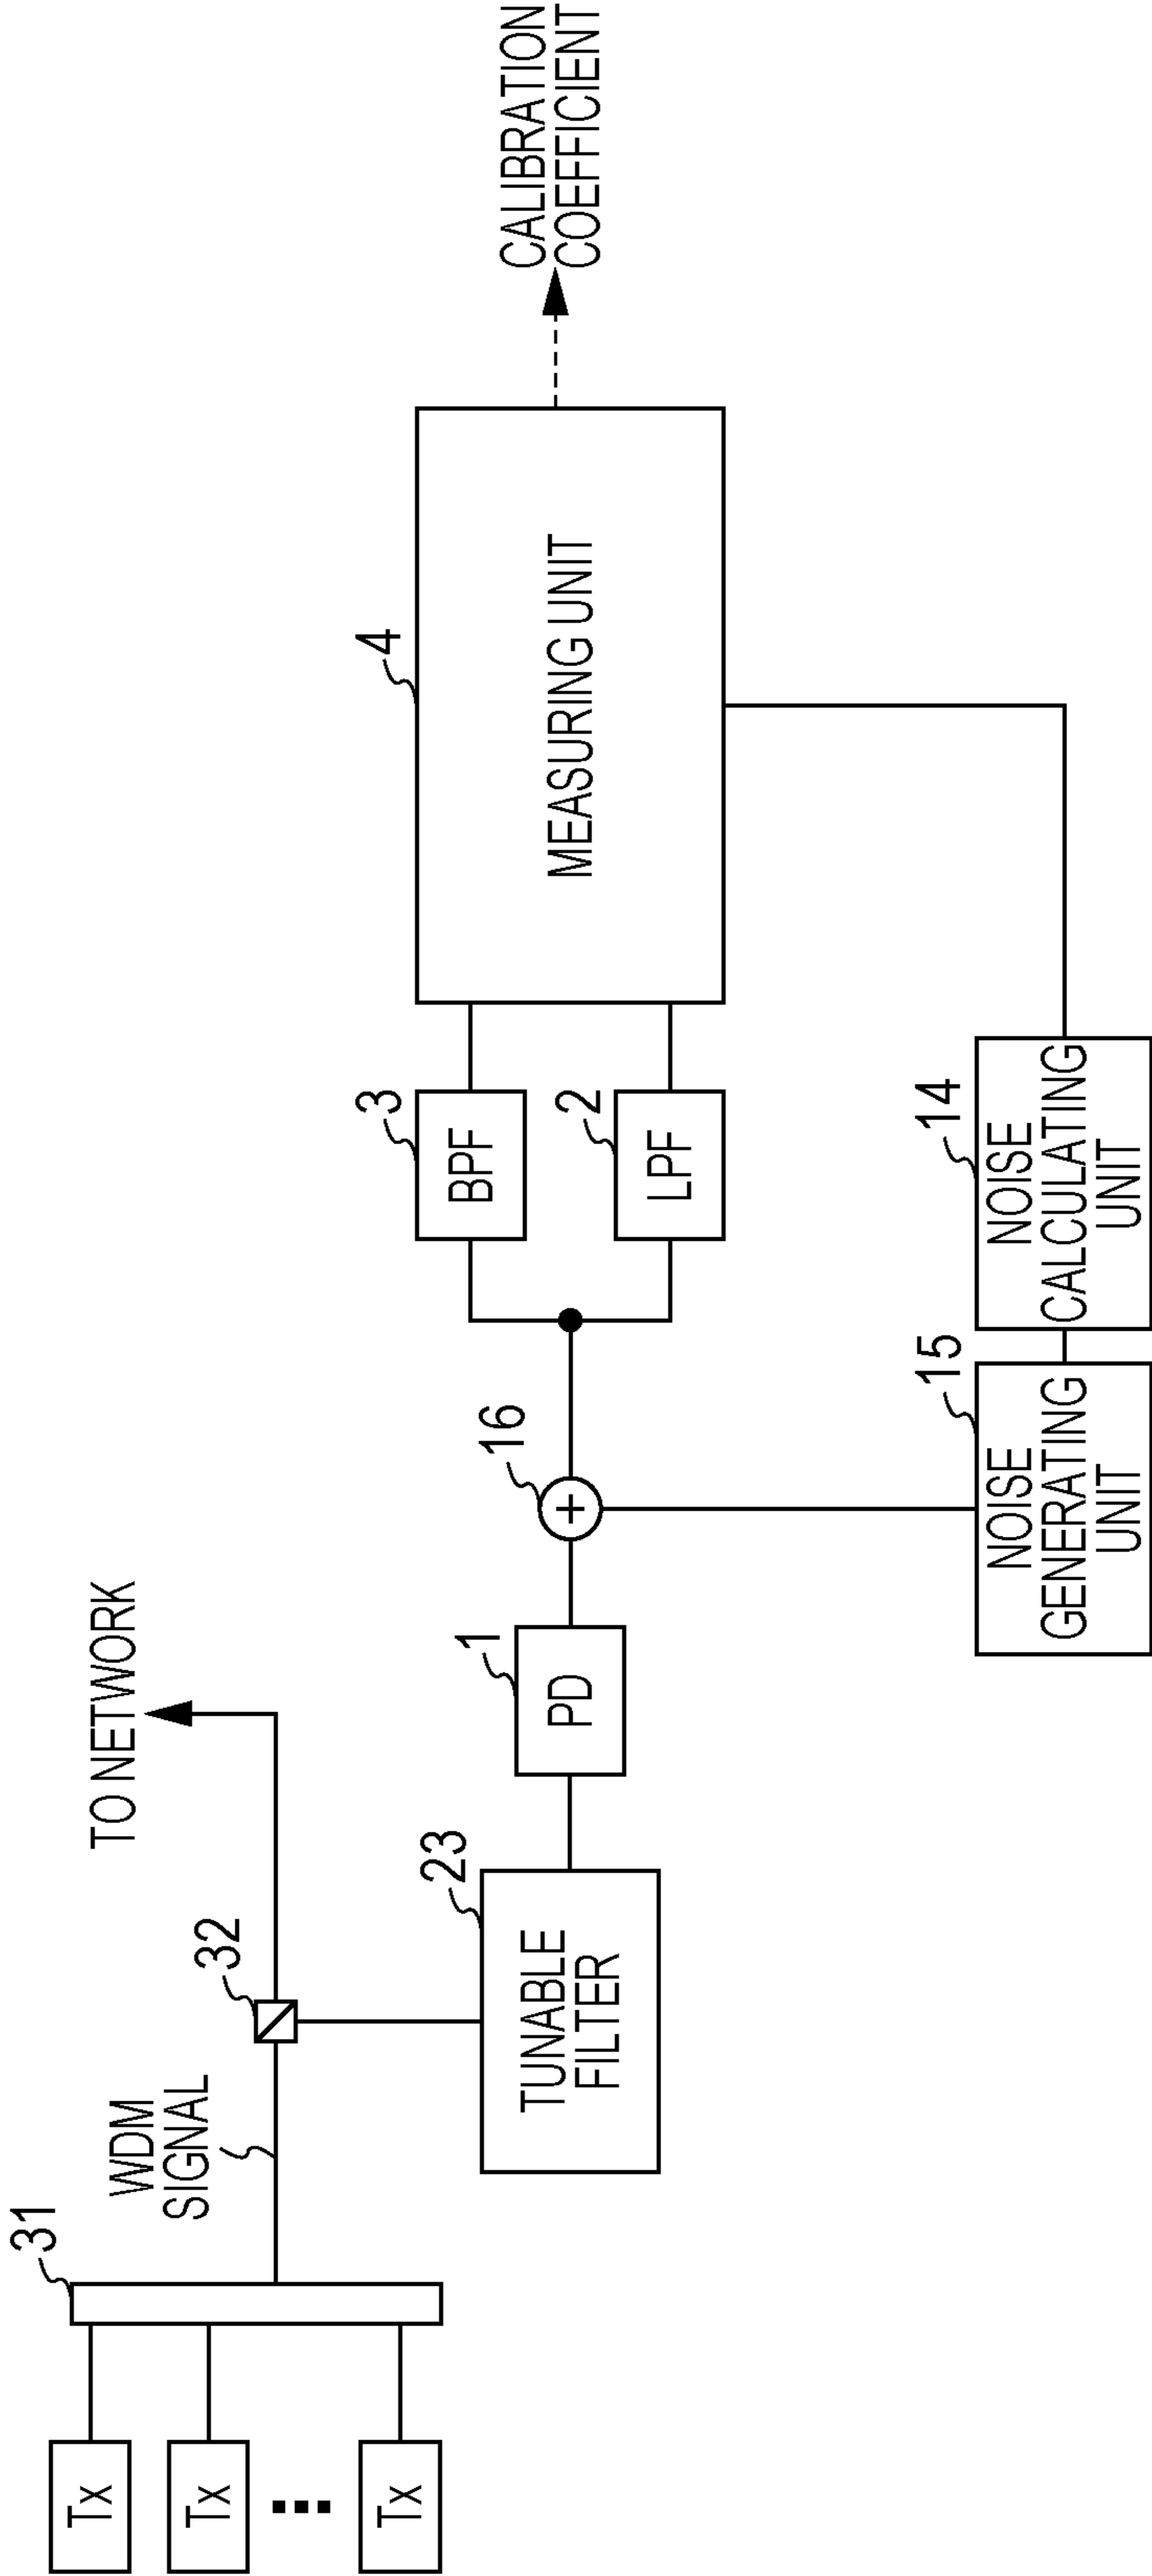 31
Tx
Tx
Tx
WDM
SIGNAL
32
TO NETWORK
23
TUNABLE
FILTER
1
PD
16
+
3
BPF
2
LPF
4
MEASURING UNIT
CALIBRATION
COEFFICIENT
15
NOISE
GENERATING
UNIT
14
NOISE
CALCULATING
UNIT